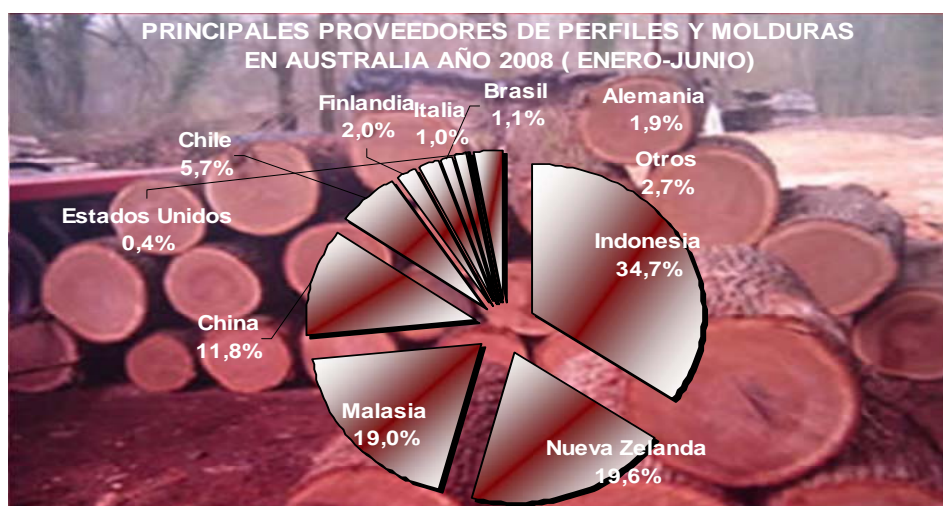 PRINCIPALES PROVEEDORES DE PERFILES Y MOLDURAS
EN AUSTRALIA AÑO 2008 ( ENERO-JUNIO)
Brasil
1,1%
Alemania
1,9%
Finlandia
2,0%
Italia
1,0%
Chile
5,7%
Otros
2,7%
Estados Unidos
0,4%
Indonesia
34,7%
China
11,8%
Malasia
19,0%
Nueva Zelanda
19,6%